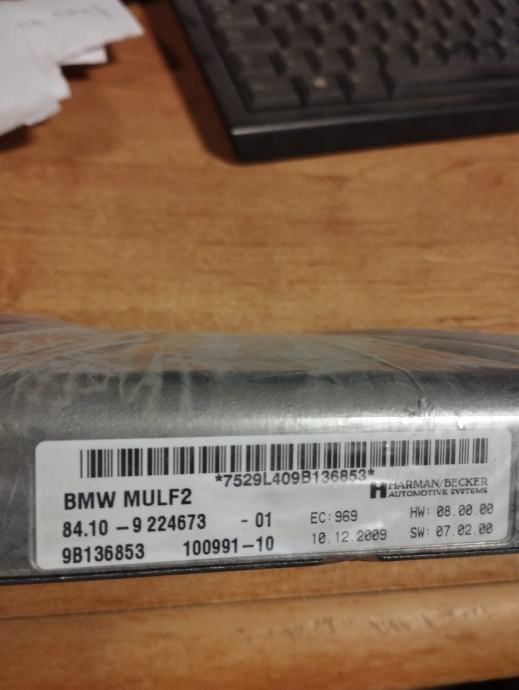 *7529L409B136853*
HARMAN/BECKER
AUTOMOTIVE SYSTEMS
BMW MULF2
84.10 - 9 224673 - 01
EC: 969
HW: 08.00.00
9B136853 100991-10
10.12.2009
SW: 07.02.00